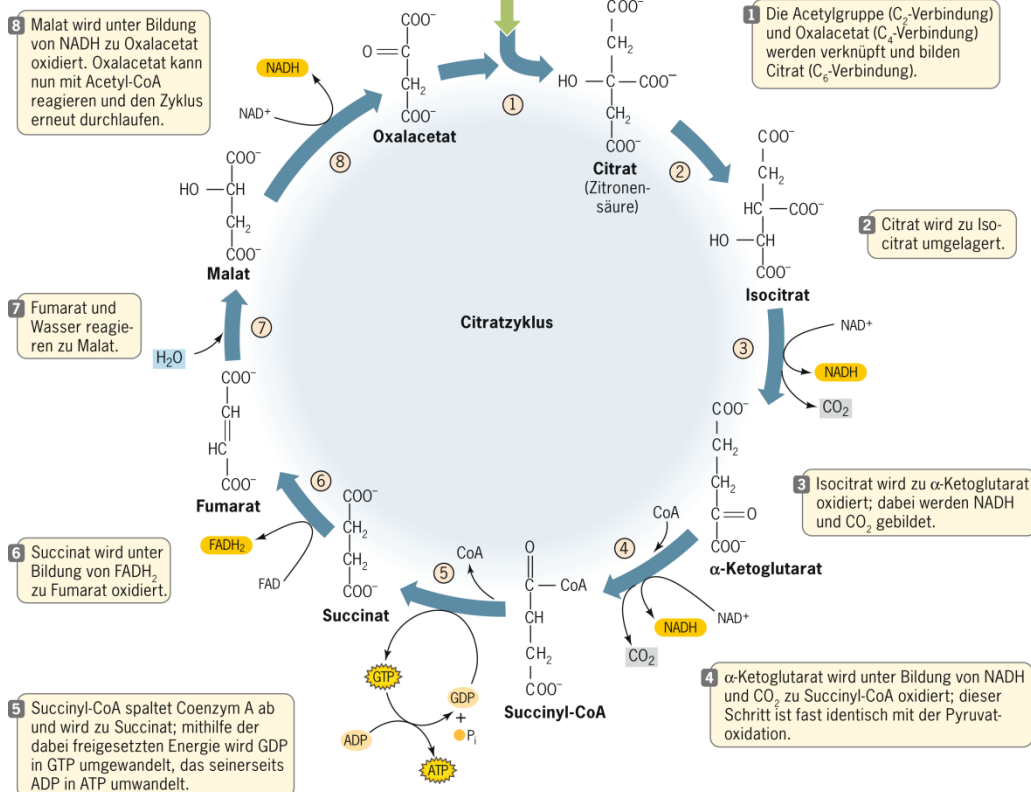 8 Malat wird unter Bildung
von NADH zu Oxalacetat
oxidiert. Oxalacetat kann
nun mit Acetyl-CoA
reagieren und den Zyklus
erneut durchlaufen.
1 Die Acetylgruppe (C₂-Verbindung)
und Oxalacetat (C₄-Verbindung)
werden verknüpft und bilden
Citrat (C₆-Verbindung).
COO⁻
O=C
CH₂
COO⁻
Oxalacetat
1
COO⁻
CH₂
HO—C—COO⁻
CH₂
COO⁻
Citrat
(Zitronen-
säure)
2
COO⁻
CH₂
HC—COO⁻
HO—CH
COO⁻
Isocitrat
2 Citrat wird zu Iso-
citrat umgelagert.
3
NAD⁺
NADH
CO₂
COO⁻
CH₂
CH₂
C=O
COO⁻
α-Ketoglutarat
3 Isocitrat wird zu α-Ketoglutarat
oxidiert; dabei werden NADH
und CO₂ gebildet.
CoA
4
NAD⁺
NADH
CO₂
4 α-Ketoglutarat wird unter Bildung von NADH
und CO₂ zu Succinyl-CoA oxidiert; dieser
Schritt ist fast identisch mit der Pyruvat-
oxidation.
O
C—CoA
CH
CH₂
COO⁻
Succinyl-CoA
CoA
5
GTP
GDP
+
Pᵢ
ADP
ATP
5 Succinyl-CoA spaltet Coenzym A ab
und wird zu Succinat; mithilfe der
dabei freigesetzten Energie wird GDP
in GTP umgewandelt, das seinerseits
ADP in ATP umwandelt.
COO⁻
CH₂
CH₂
COO⁻
Succinat
6
FADH₂
FAD
6 Succinat wird unter
Bildung von FADH₂
zu Fumarat oxidiert.
COO⁻
CH
HC
COO⁻
Fumarat
7
H₂O
7 Fumarat und
Wasser reagie-
ren zu Malat.
COO⁻
HO—CH
CH₂
COO⁻
Malat
8
NAD⁺
NADH
Citratzyklus